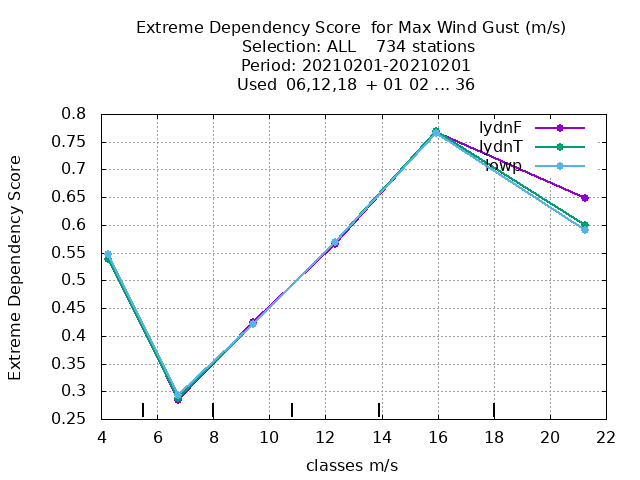 Extreme Dependency Score  for Max Wind Gust (m/s)
Selection: ALL    734 stations
Period: 20210201-20210201
Used  06,12,18  + 01 02 ... 36
Extreme Dependency Score
0.8
0.75
0.7
0.65
0.6
0.55
0.5
0.45
0.4
0.35
0.3
0.25
lydnF
lydnT
lowp
4 6 8 10 12 14 16 18 20 22
classes m/s